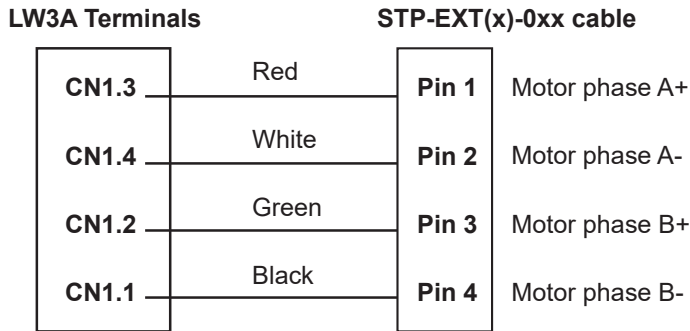 LW3A Terminals STP-EXT(x)-0xx cable
CN1.3 Red Pin 1 Motor phase A+
CN1.4 White Pin 2 Motor phase A-
CN1.2 Green Pin 3 Motor phase B+
CN1.1 Black Pin 4 Motor phase B-